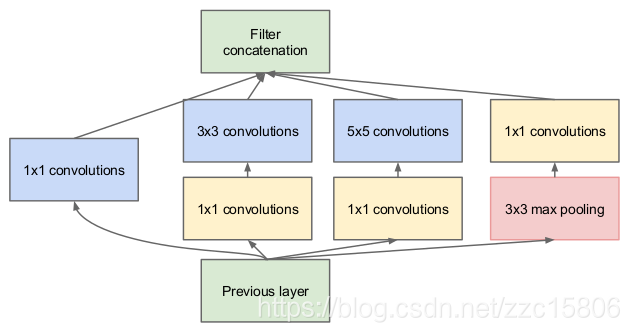 Filter
concatenation
3x3 convolutions
5x5 convolutions
1x1 convolutions
1x1 convolutions
1x1 convolutions
1x1 convolutions
3x3 max pooling
Previous layer
https://blog.csdn.net/zzc15806